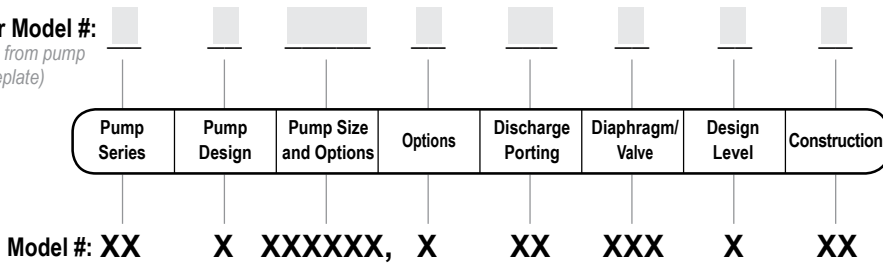 r Model #:
from pump
eplate)
Pump Series
Pump Design
Pump Size and Options
Options
Discharge Porting
Diaphragm/ Valve
Design Level
Construction
Model #: XX X XXXXXX, X XX XXX X XX